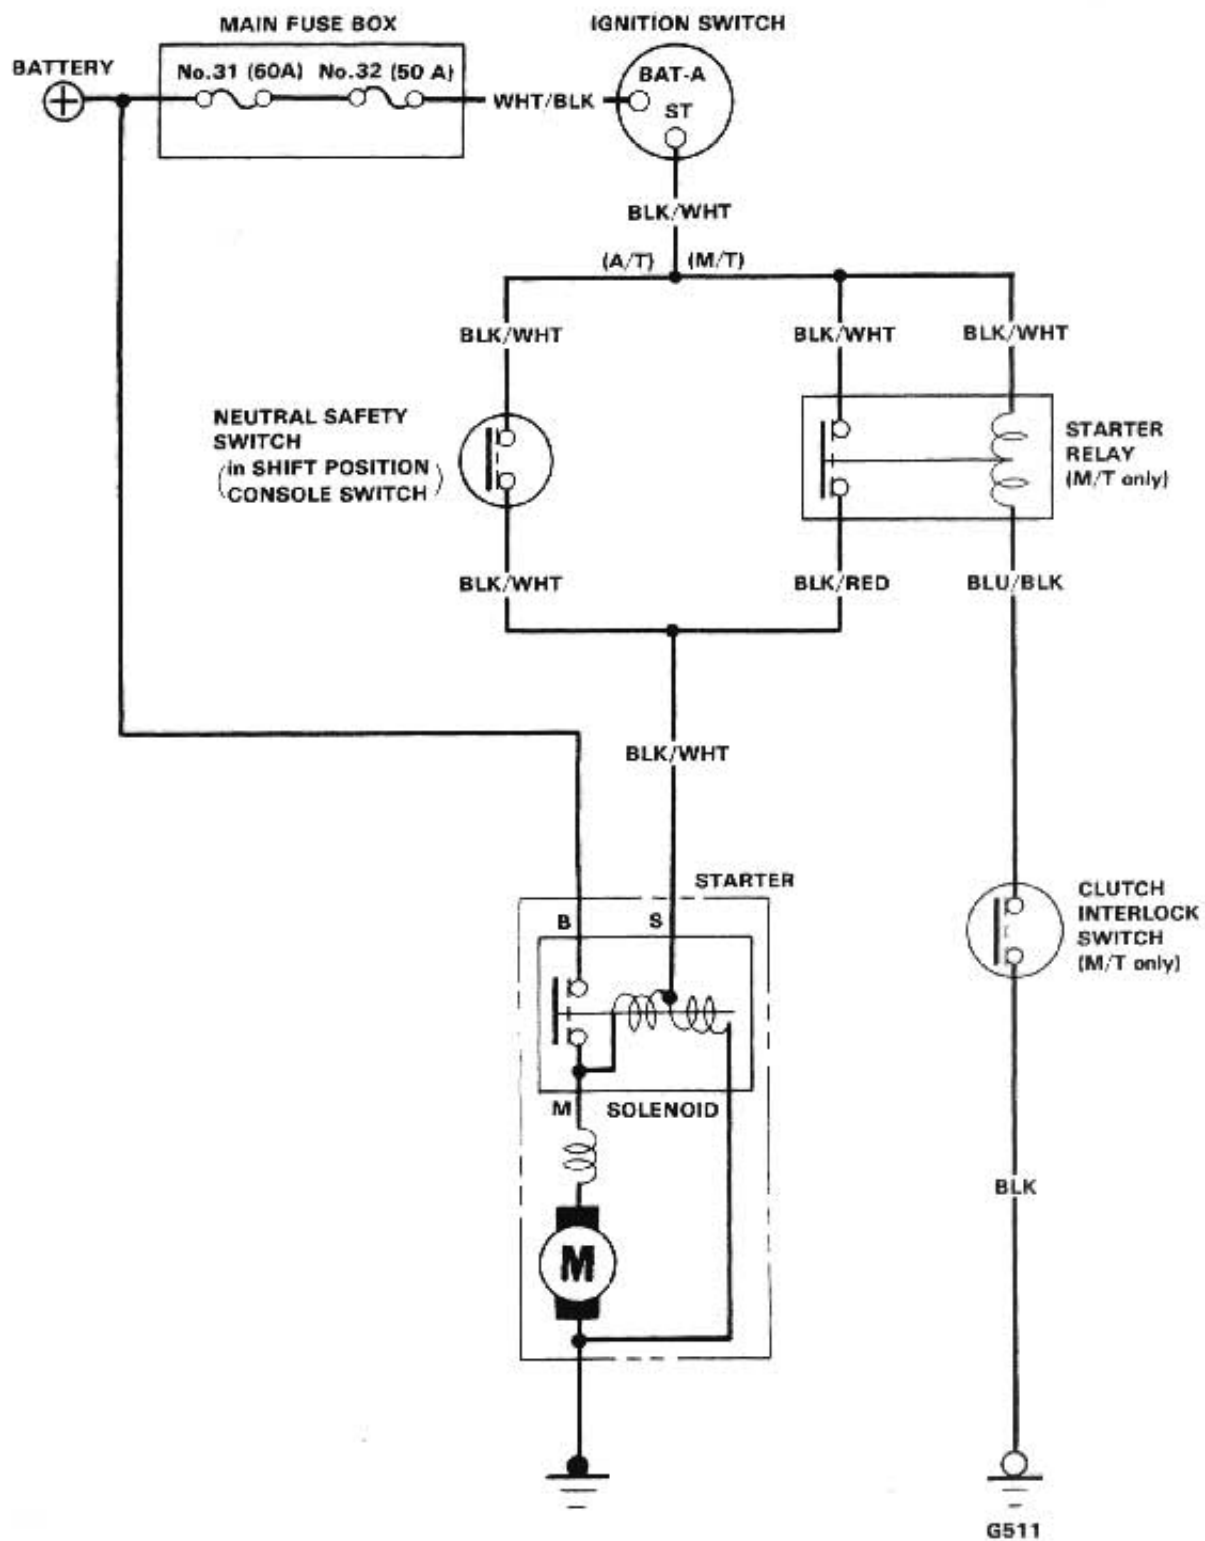 MAIN FUSE BOX
IGNITION SWITCH
BATTERY
No.31 (60A) No.32 (50 A)
BAT-A
WHT/BLK
ST
BLK/WHT
(A/T) (M/T)
BLK/WHT
BLK/WHT
BLK/WHT
NEUTRAL SAFETY
SWITCH
(in SHIFT POSITION
CONSOLE SWITCH)
STARTER
RELAY
(M/T only)
BLK/WHT
BLK/RED
BLU/BLK
BLK/WHT
STARTER
B
S
CLUTCH
INTERLOCK
SWITCH
(M/T only)
M
SOLENOID
BLK
M
G511